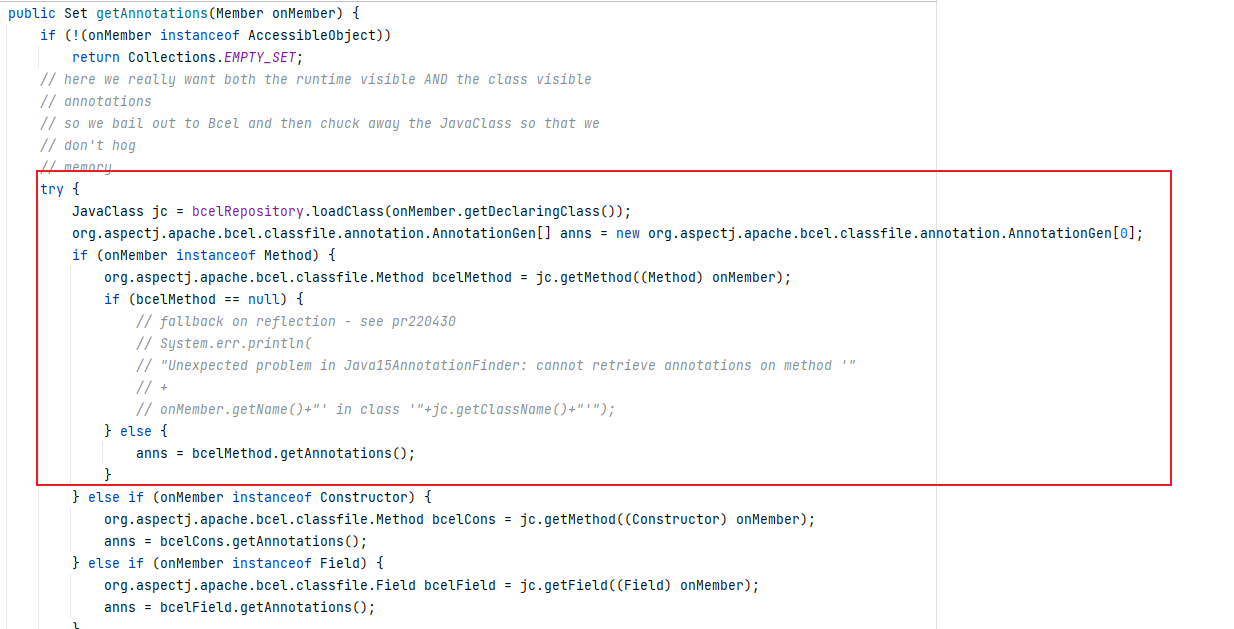 public Set getAnnotations(Member onMember) {
if (!(onMember instanceof AccessibleObject))
return Collections.EMPTY_SET;
// here we really want both the runtime visible AND the class visible
// annotations
// so we bail out to Bcel and then chuck away the JavaClass so that we
// don't hog
// memory
try {
JavaClass jc = bcelRepository.loadClass(onMember.getDeclaringClass());
org.aspectj.apache.bcel.classfile.annotation.AnnotationGen[] anns = new org.aspectj.apache.bcel.classfile.annotation.AnnotationGen[0];
if (onMember instanceof Method) {
org.aspectj.apache.bcel.classfile.Method bcelMethod = jc.getMethod((Method) onMember);
if (bcelMethod == null) {
// fallback on reflection - see pr220430
// System.err.println(
// "Unexpected problem in Java15AnnotationFinder: cannot retrieve annotations on method '"
// +
// onMember.getName()+"' in class '"+jc.getClassName()+"'");
} else {
anns = bcelMethod.getAnnotations();
}
} else if (onMember instanceof Constructor) {
org.aspectj.apache.bcel.classfile.Method bcelCons = jc.getMethod((Constructor) onMember);
anns = bcelCons.getAnnotations();
} else if (onMember instanceof Field) {
org.aspectj.apache.bcel.classfile.Field bcelField = jc.getField((Field) onMember);
anns = bcelField.getAnnotations();
}